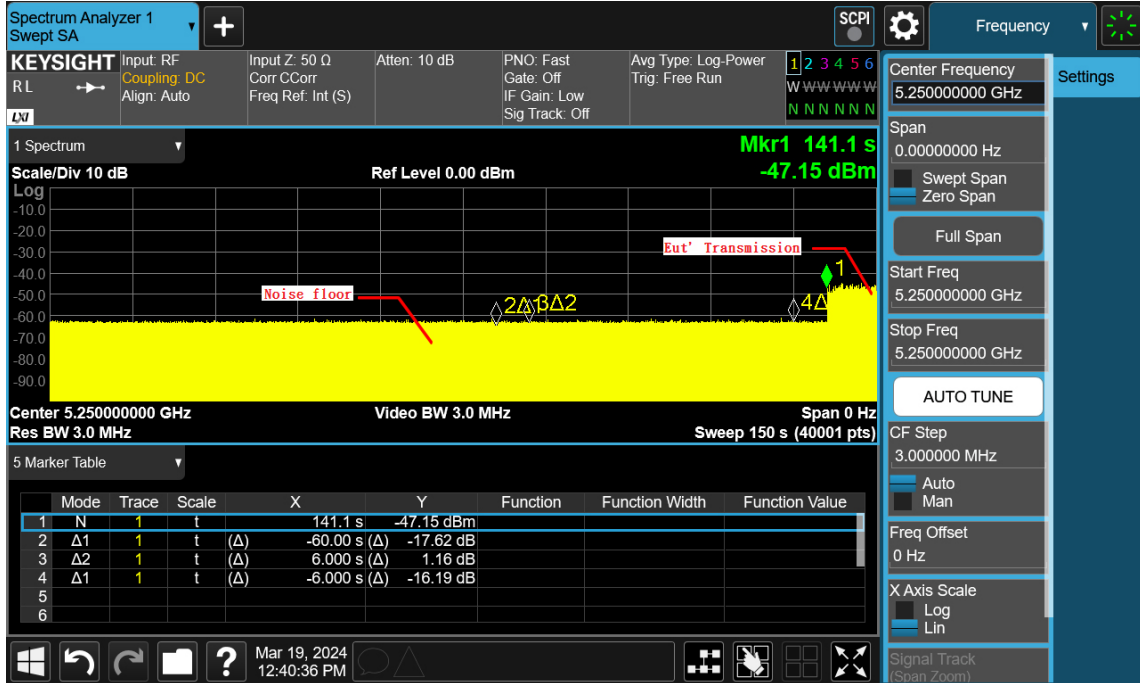 Spectrum Analyzer 1
Swept SA
+
SCPI
Frequency
KEYSIGHT
RL
LXI
Input: RF
Coupling: DC
Align: Auto
Input Z: 50 Ω
Corr CCorr
Freq Ref: Int (S)
Atten: 10 dB
PNO: Fast
Gate: Off
IF Gain: Low
Sig Track: Off
Avg Type: Log-Power
Trig: Free Run
1 2 3 4 5 6
W W W W W W
N N N N N N
1 Spectrum
Mkr1 141.1 s
-47.15 dBm
Scale/Div 10 dB
Ref Level 0.00 dBm
Log
-10.0
-20.0
-30.0
-40.0
-50.0
-60.0
-70.0
-80.0
-90.0
Eut' Transmission
Noise floor
1
3Δ2
4Δ
Center 5.250000000 GHz
Video BW 3.0 MHz
Span 0 Hz
Res BW 3.0 MHz
Sweep 150 s (40001 pts)
5 Marker Table
Mode Trace Scale X Y Function Function Width Function Value
1 N 1 t 141.1 s -47.15 dBm
2 Δ1 1 t (Δ) -60.00 s (Δ) -17.62 dB
3 Δ2 1 t (Δ) 6.000 s (Δ) 1.16 dB
4 Δ1 1 t (Δ) -6.000 s (Δ) -16.19 dB
5
6
?
Mar 19, 2024
12:40:36 PM
Center Frequency
5.250000000 GHz
Settings
Span
0.00000000 Hz
Swept Span
Zero Span
Full Span
Start Freq
5.250000000 GHz
Stop Freq
5.250000000 GHz
AUTO TUNE
CF Step
3.000000 MHz
Auto
Man
Freq Offset
0 Hz
X Axis Scale
Log
Lin
Signal Track
(Span Zoom)